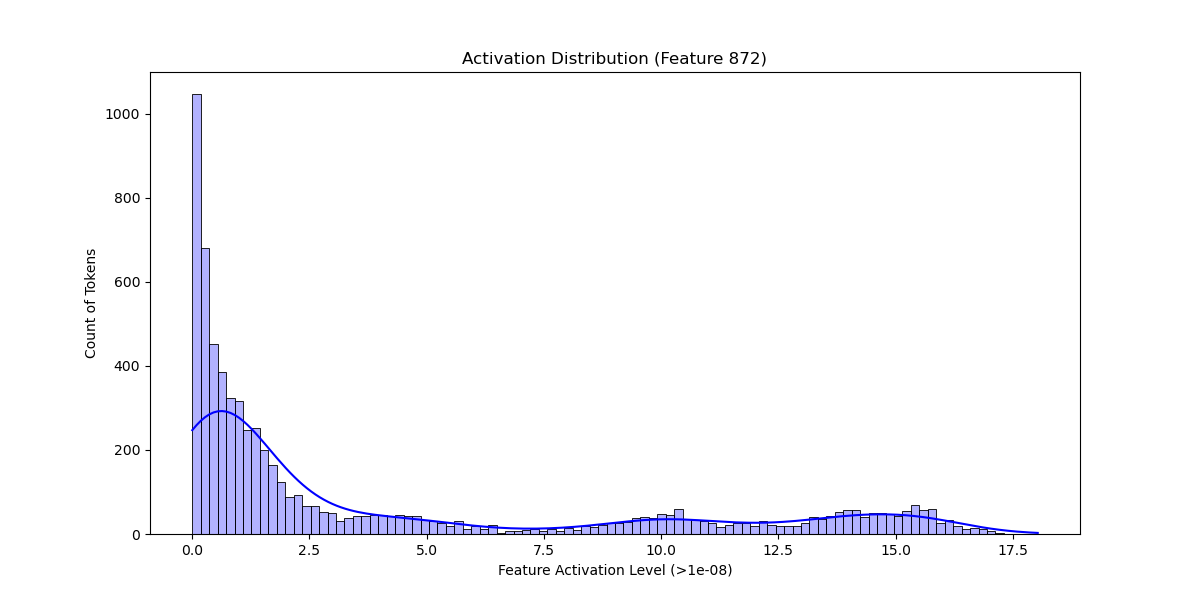 Activation Distribution (Feature 872)
1000
800
600
400
200
0
Count of Tokens
0.0 2.5 5.0 7.5 10.0 12.5 15.0 17.5
Feature Activation Level (>1e-08)